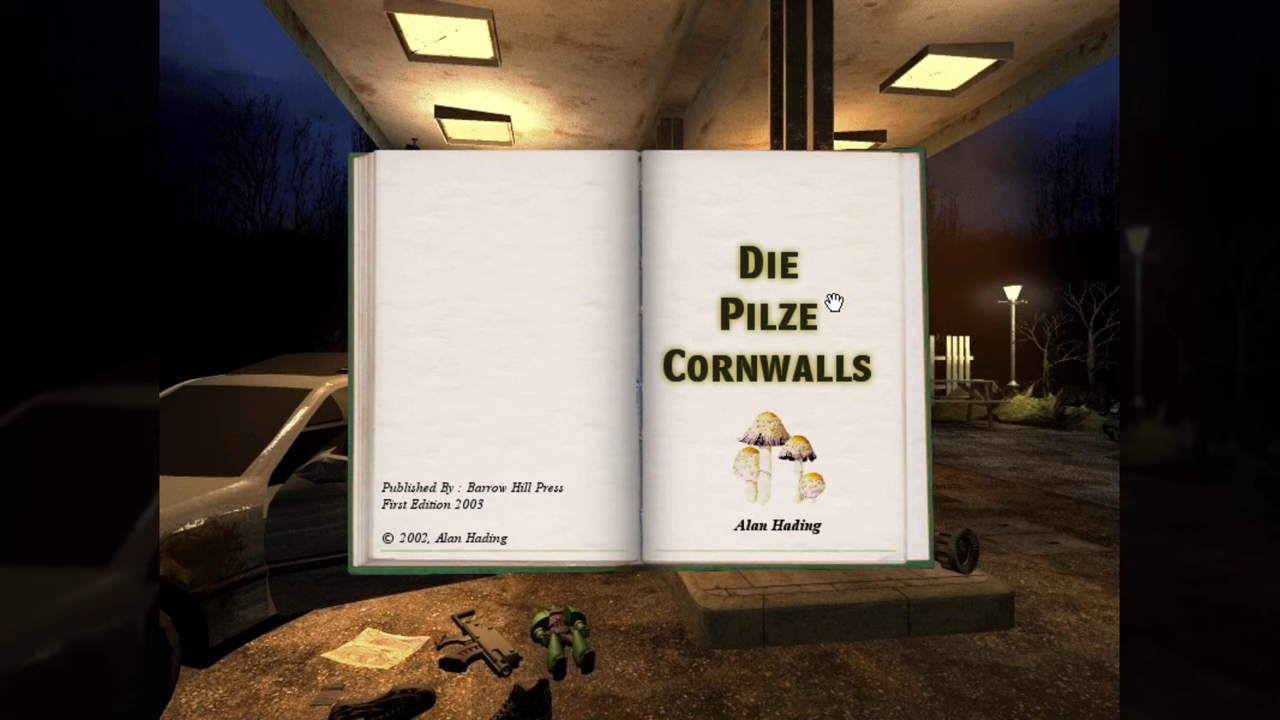 Published By : Barrow Hill Press
First Edition 2003
© 2002, Alan Hading
DIE
PILZE
CORNWALLS
Alan Hading